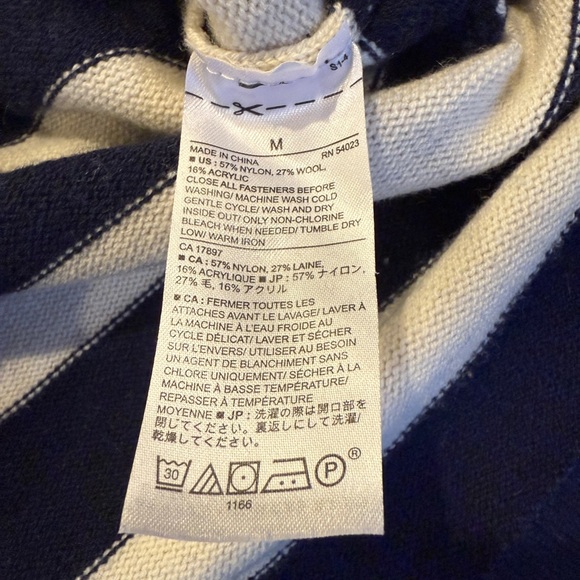 S1-4
M
MADE IN CHINA RN 54023
■ US : 57% NYLON, 27% WOOL,
16% ACRYLIC
CLOSE ALL FASTENERS BEFORE
WASHING/ MACHINE WASH COLD
GENTLE CYCLE/ WASH AND DRY
INSIDE OUT/ ONLY NON-CHLORINE
BLEACH WHEN NEEDED/ TUMBLE DRY
LOW/ WARM IRON
CA 17897
■ CA : 57% NYLON, 27% LAINE,
16% ACRYLIQUE ■ JP : 57% ナイロン,
27% 毛, 16% アクリル
CA : FERMER TOUTES LES
ATTACHES AVANT LE LAVAGE/ LAVER À
LA MACHINE À L'EAU FROIDE AU
CYCLE DÉLICAT/ LAVER ET SÉCHER
SUR L'ENVERS/ UTILISER AU BESOIN
UN AGENT DE BLANCHIMENT SANS
CHLORE UNIQUEMENT/ SÉCHER À LA
MACHINE À BASSE TEMPÉRATURE/
REPASSER À TEMPÉRATURE
MOYENNE JP : 洗濯の際は開口部を
閉じてください。裏返しにして洗濯/
乾燥してください。
30 P ®
1166